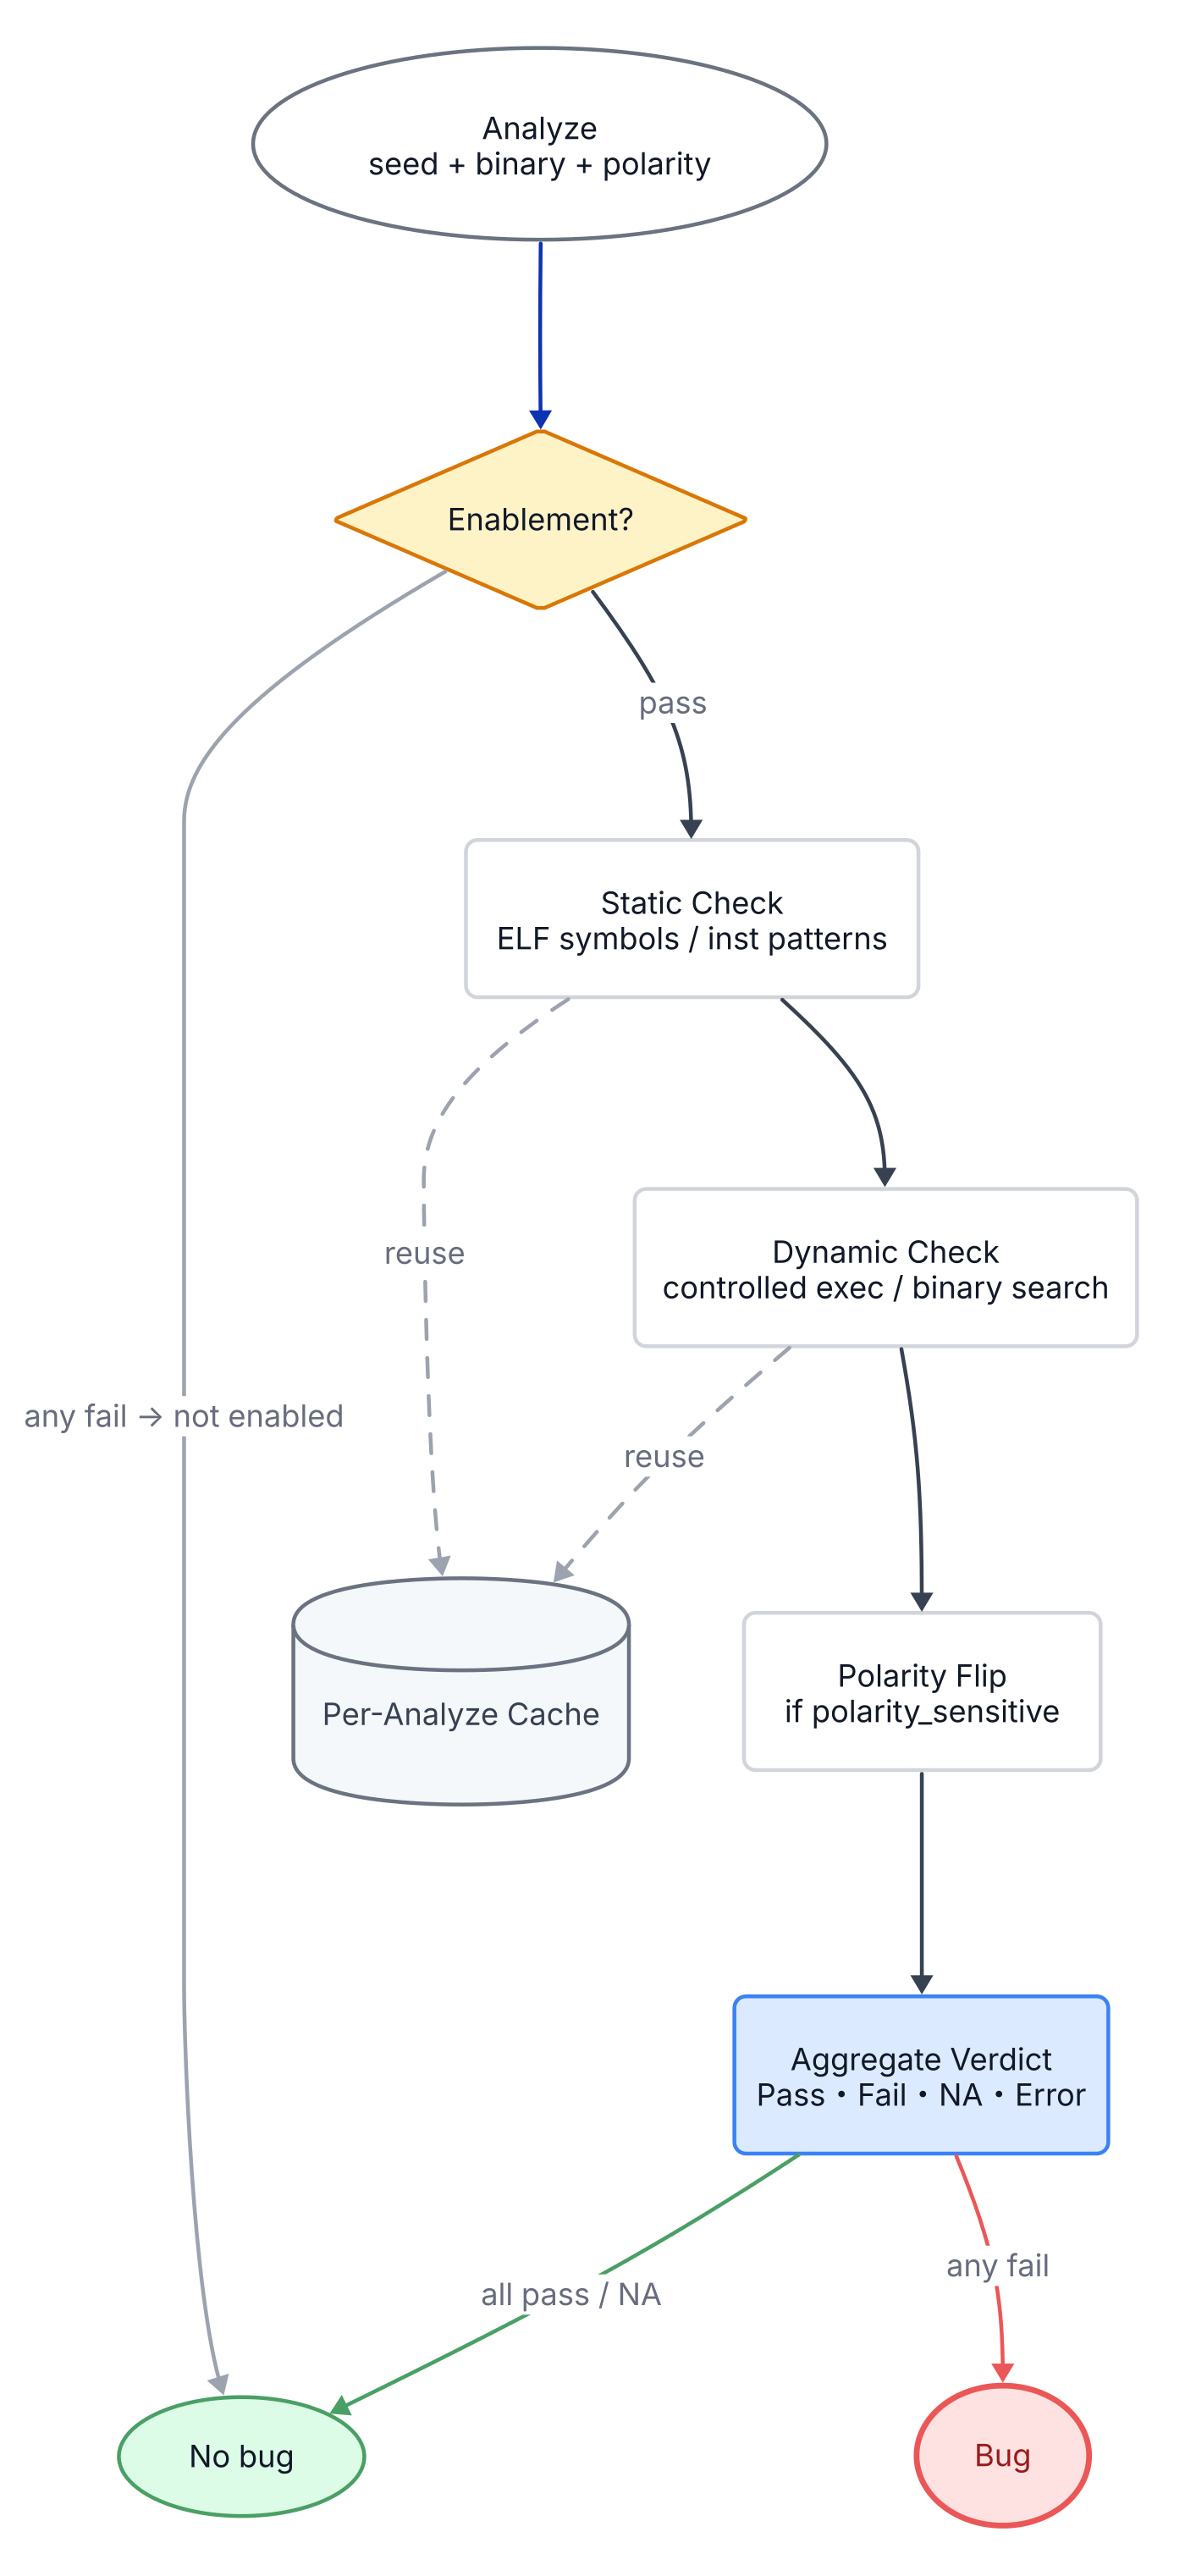 Analyze
seed + binary + polarity
Enablement?
pass
Static Check
ELF symbols / inst patterns
Dynamic Check
controlled exec / binary search
reuse
any fail → not enabled
reuse
Polarity Flip
if polarity_sensitive
Per-Analyze Cache
Aggregate Verdict
Pass · Fail · NA · Error
any fail
all pass / NA
No bug
Bug